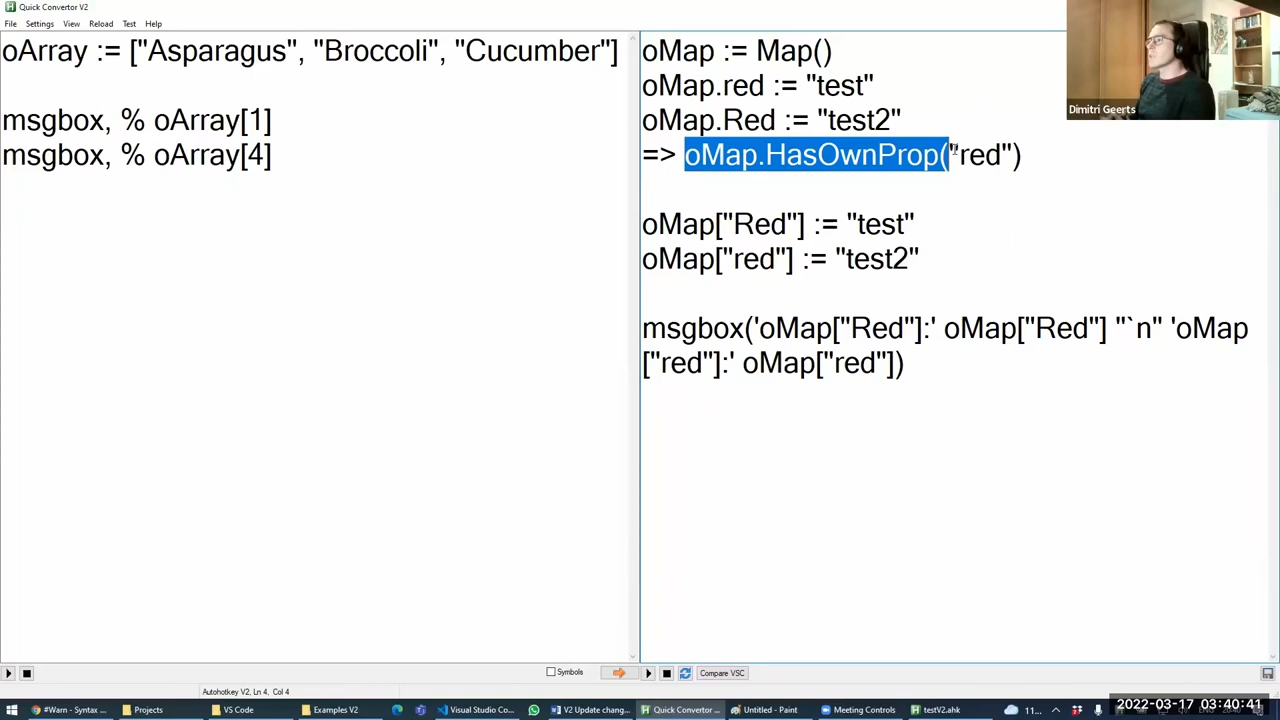 Quick Convertor V2
File Settings View Reload Test Help
oArray := ["Asparagus", "Broccoli", "Cucumber"]
msgbox, % oArray[1]
msgbox, % oArray[4]
oMap := Map()
oMap.red := "test"
oMap.Red := "test2"
=> oMap.HasOwnProp("red")
oMap["Red"] := "test"
oMap["red"] := "test2"
msgbox('oMap["Red"]:' oMap["Red"] "`n" 'oMap
["red"]:' oMap["red"])
Dimitri Geerts
Symbols
Compare VSC
Autohotkey V2, Ln 4, Col 4
#Warn - Syntax ... Projects VS Code Examples V2 Visual Studio Co... V2 Update chang... Quick Convertor ... Untitled - Paint Meeting Controls testV2.ahk 11...
2022-03-17 03:40:41